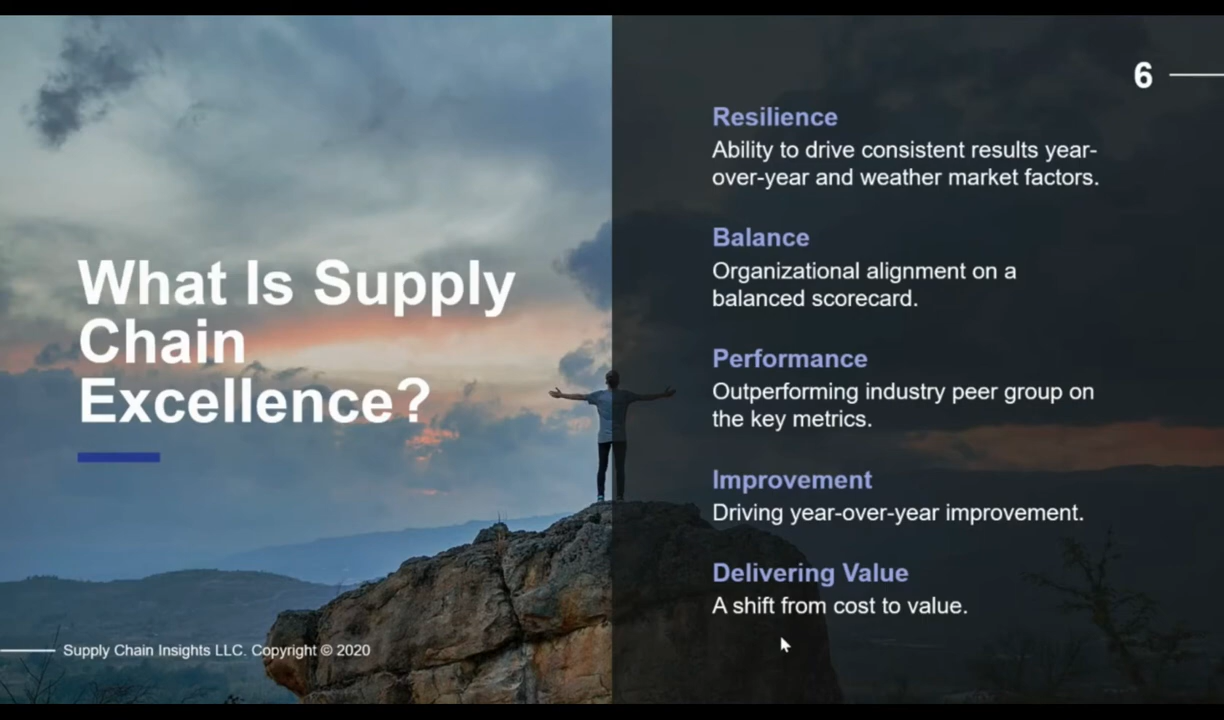 What Is Supply
Chain
Excellence?
Supply Chain Insights LLC. Copyright © 2020
6
Resilience
Ability to drive consistent results year-
over-year and weather market factors.
Balance
Organizational alignment on a
balanced scorecard.
Performance
Outperforming industry peer group on
the key metrics.
Improvement
Driving year-over-year improvement.
Delivering Value
A shift from cost to value.